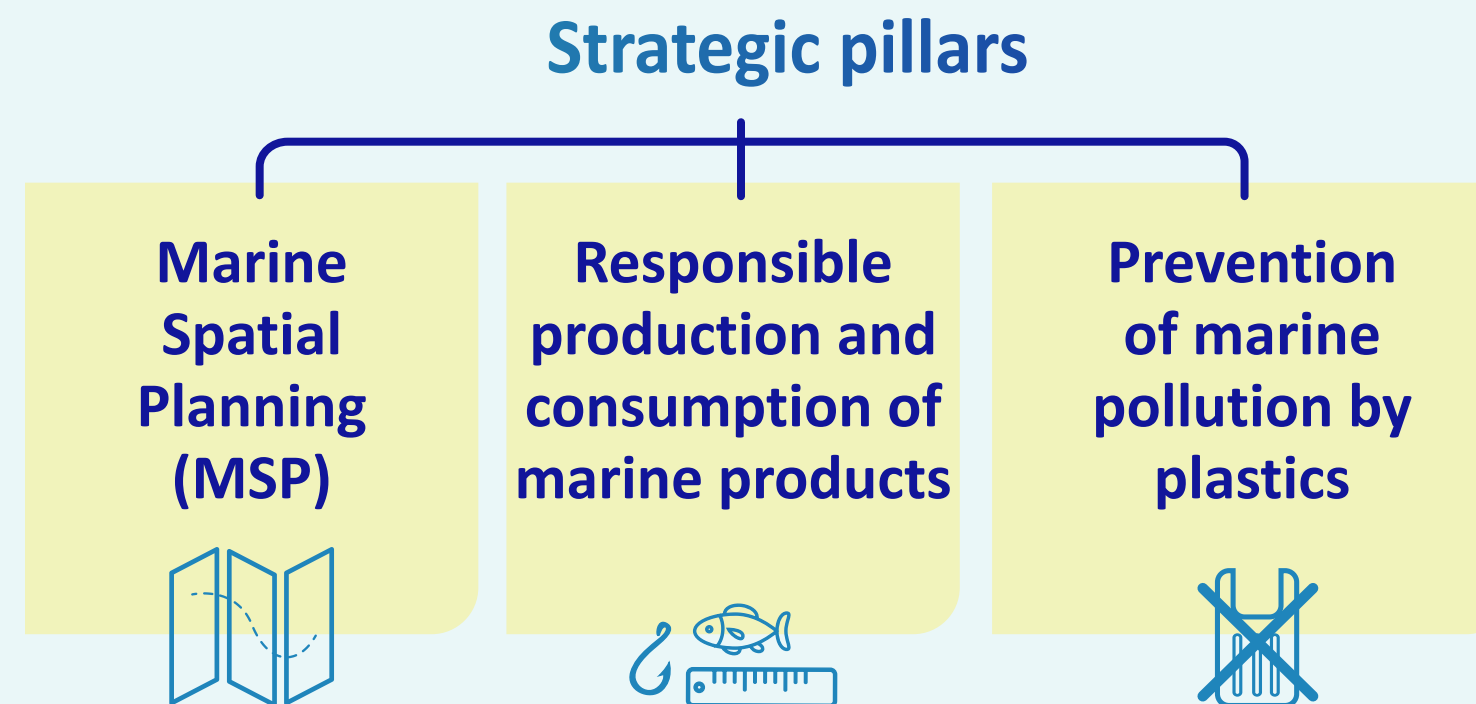 Strategic pillars
Marine
Spatial
Planning
(MSP)
Responsible
production and
consumption of
marine products
Prevention
of marine
pollution by
plastics